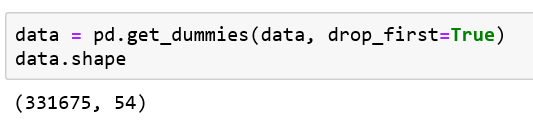 data = pd.get_dummies(data, drop_first=True)
data.shape
(331675, 54)